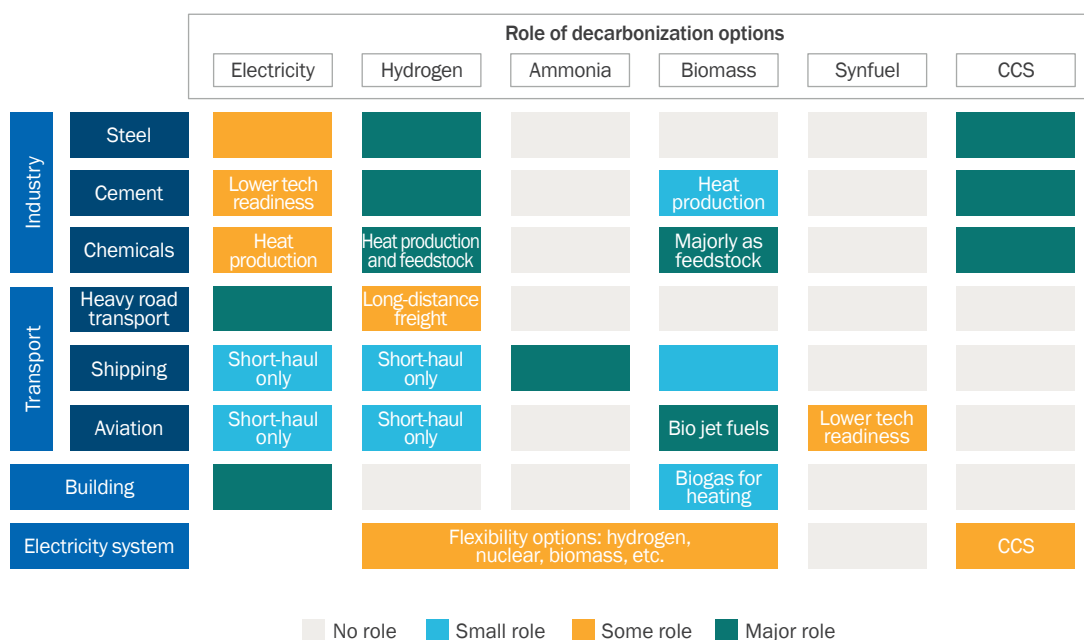 Role of decarbonization options
Electricity
Hydrogen
Ammonia
Biomass
Synfuel
CCS
Industry
Steel
Cement
Lower tech
readiness
Heat
production
Chemicals
Heat
production
Heat production
and feedstock
Majorly as
feedstock
Transport
Heavy road
transport
Long-distance
freight
Shipping
Short-haul
only
Short-haul
only
Aviation
Short-haul
only
Short-haul
only
Bio jet fuels
Lower tech
readiness
Building
Biogas for
heating
Electricity system
Flexibility options: hydrogen,
nuclear, biomass, etc.
CCS
No role
Small role
Some role
Major role